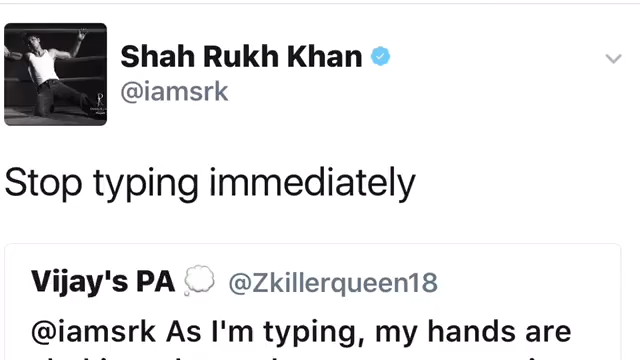 Shah Rukh Khan
@iamsrk
Stop typing immediately
Vijay's PA 💭 @Zkillerqueen18
@iamsrk As I'm typing, my hands are